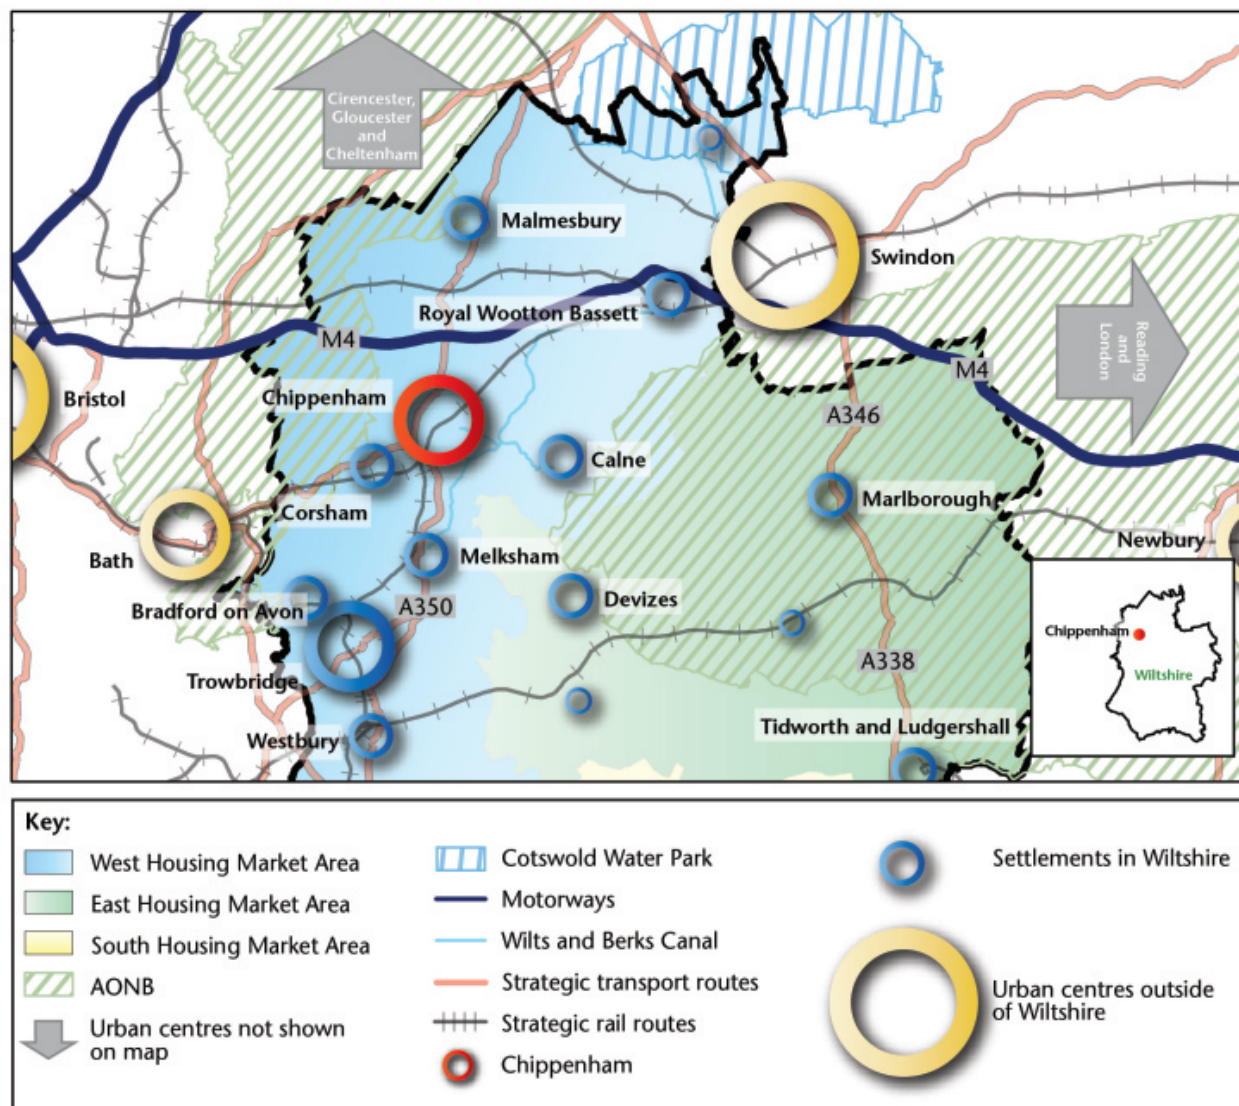 Cirencester,
Gloucester
and
Cheltenham
Malmesbury
Swindon
Royal Wootton Bassett
Reading
and
London
M4
M4
Bristol
Chippenham
A346
Calne
Corsham
Marlborough
Bath
Melksham
Newbury
Bradford on Avon
A350
Devizes
Chippenham
Wiltshire
A338
Trowbridge
Westbury
Tidworth and Ludgershall
Key:
West Housing Market Area
East Housing Market Area
South Housing Market Area
AONB
Urban centres not shown
on map
Cotswold Water Park
Motorways
Wilts and Berks Canal
Strategic transport routes
Strategic rail routes
Chippenham
Settlements in Wiltshire
Urban centres outside
of Wiltshire